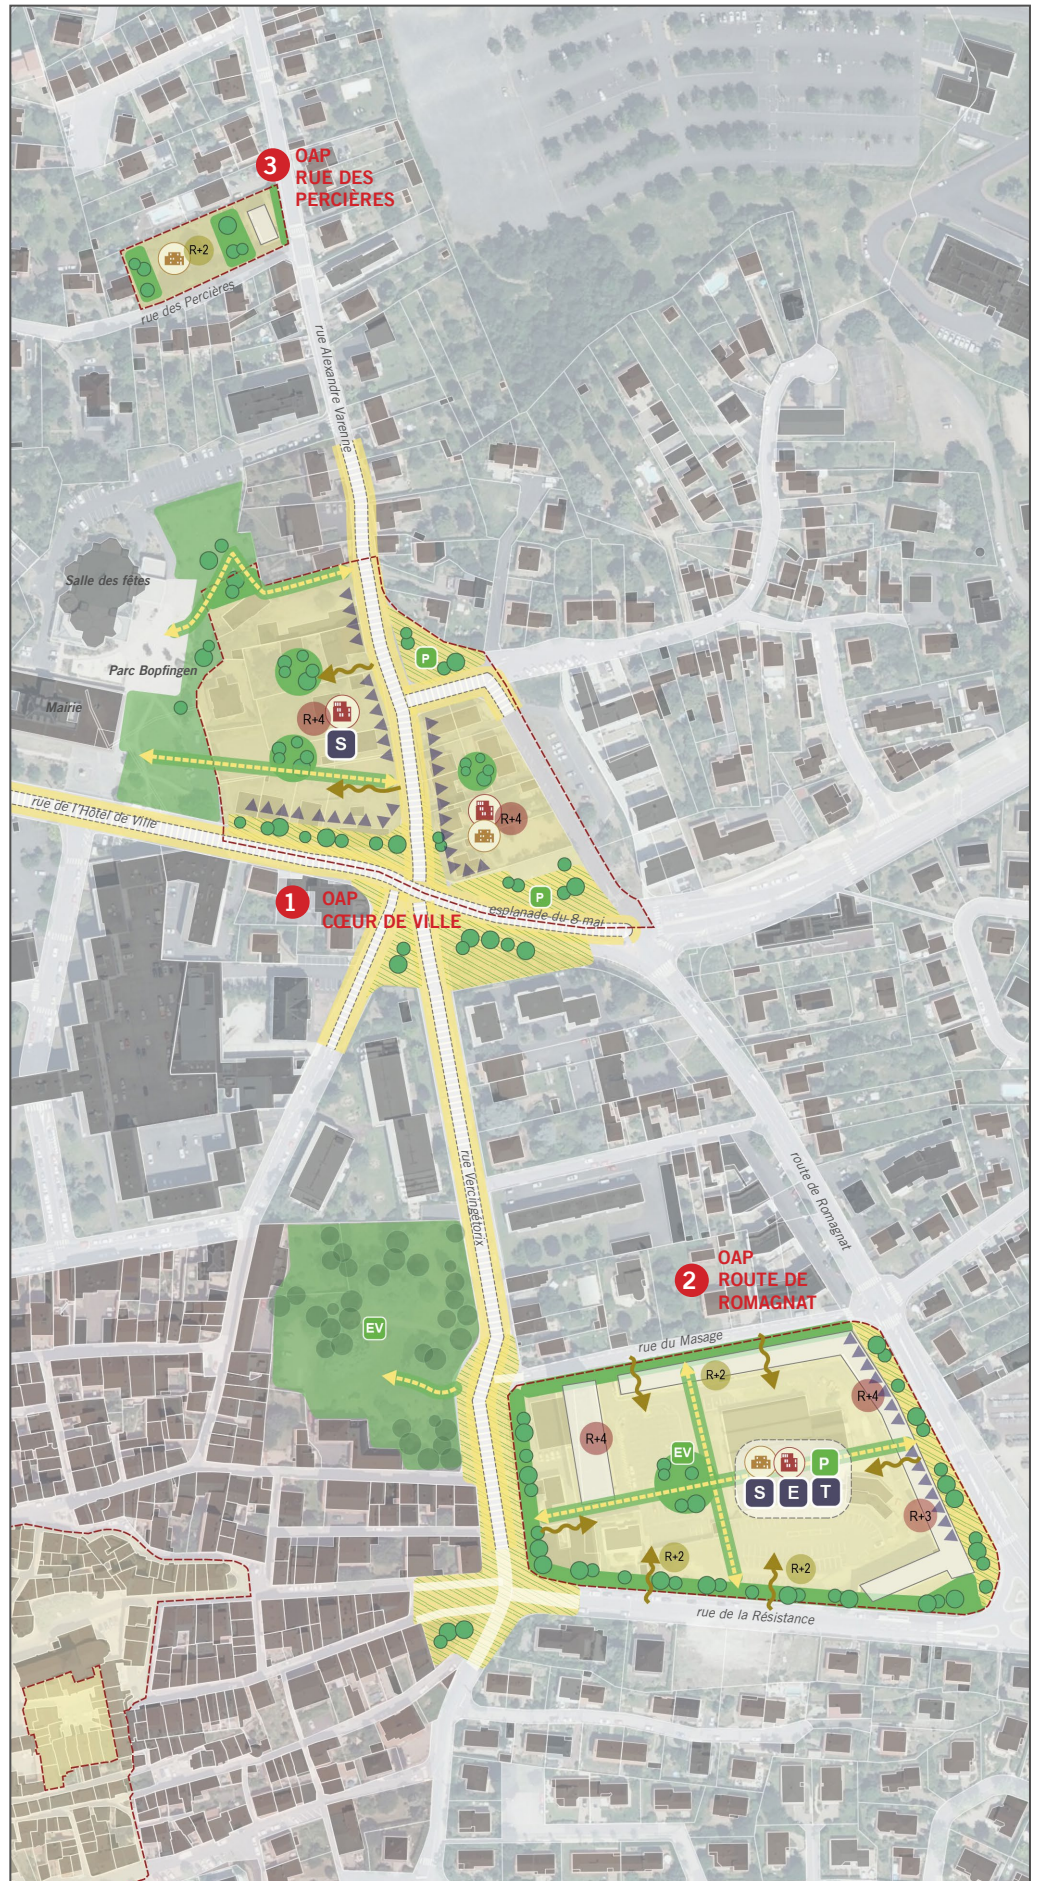 3
OAP
RUE DES
PERCIÈRES
R+2
rue des Percières
rue Alexandre Varenne
Salle des fêtes
Parc Bopfingen
Mairie
P
R+4
S
R+4
rue de l'Hôtel de Ville
1
OAP
CŒUR DE VILLE
P
esplanade du 8 mai
rue Vercingétorix
route de Romagnat
EV
2
OAP
ROUTE DE
ROMAGNAT
rue du Masage
R+2
R+4
R+4
EV
P
S E T
R+3
R+2
R+2
rue de la Résistance